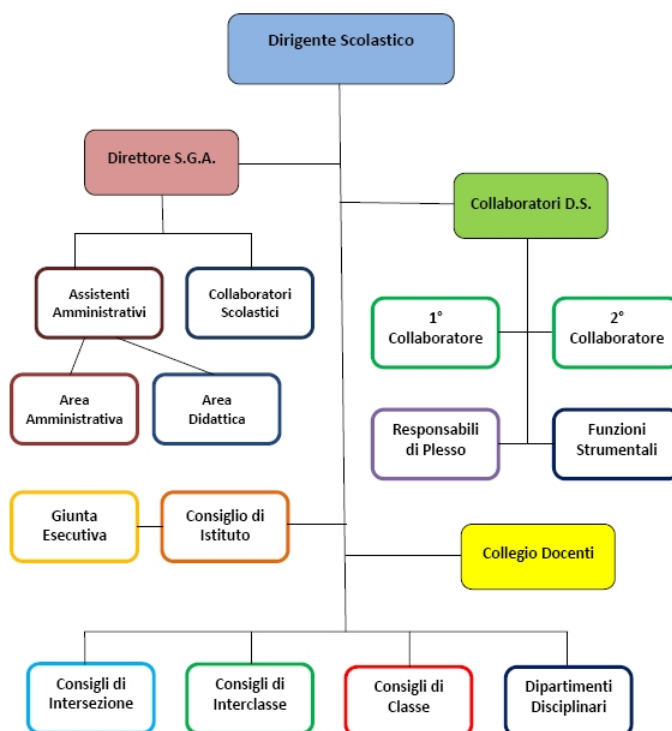 Dirigente Scolastico
Direttore S.G.A.
Collaboratori D.S.
Assistenti
Amministrativi
Collaboratori
Scolastici
1°
Collaboratore
2°
Collaboratore
Area
Amministrativa
Area
Didattica
Responsabili
di Plesso
Funzioni
Strumentali
Giunta
Esecutiva
Consiglio di
Istituto
Collegio Docenti
Consigli di
Intersezione
Consigli di
Interclasse
Consigli di
Classe
Dipartimenti
Disciplinari